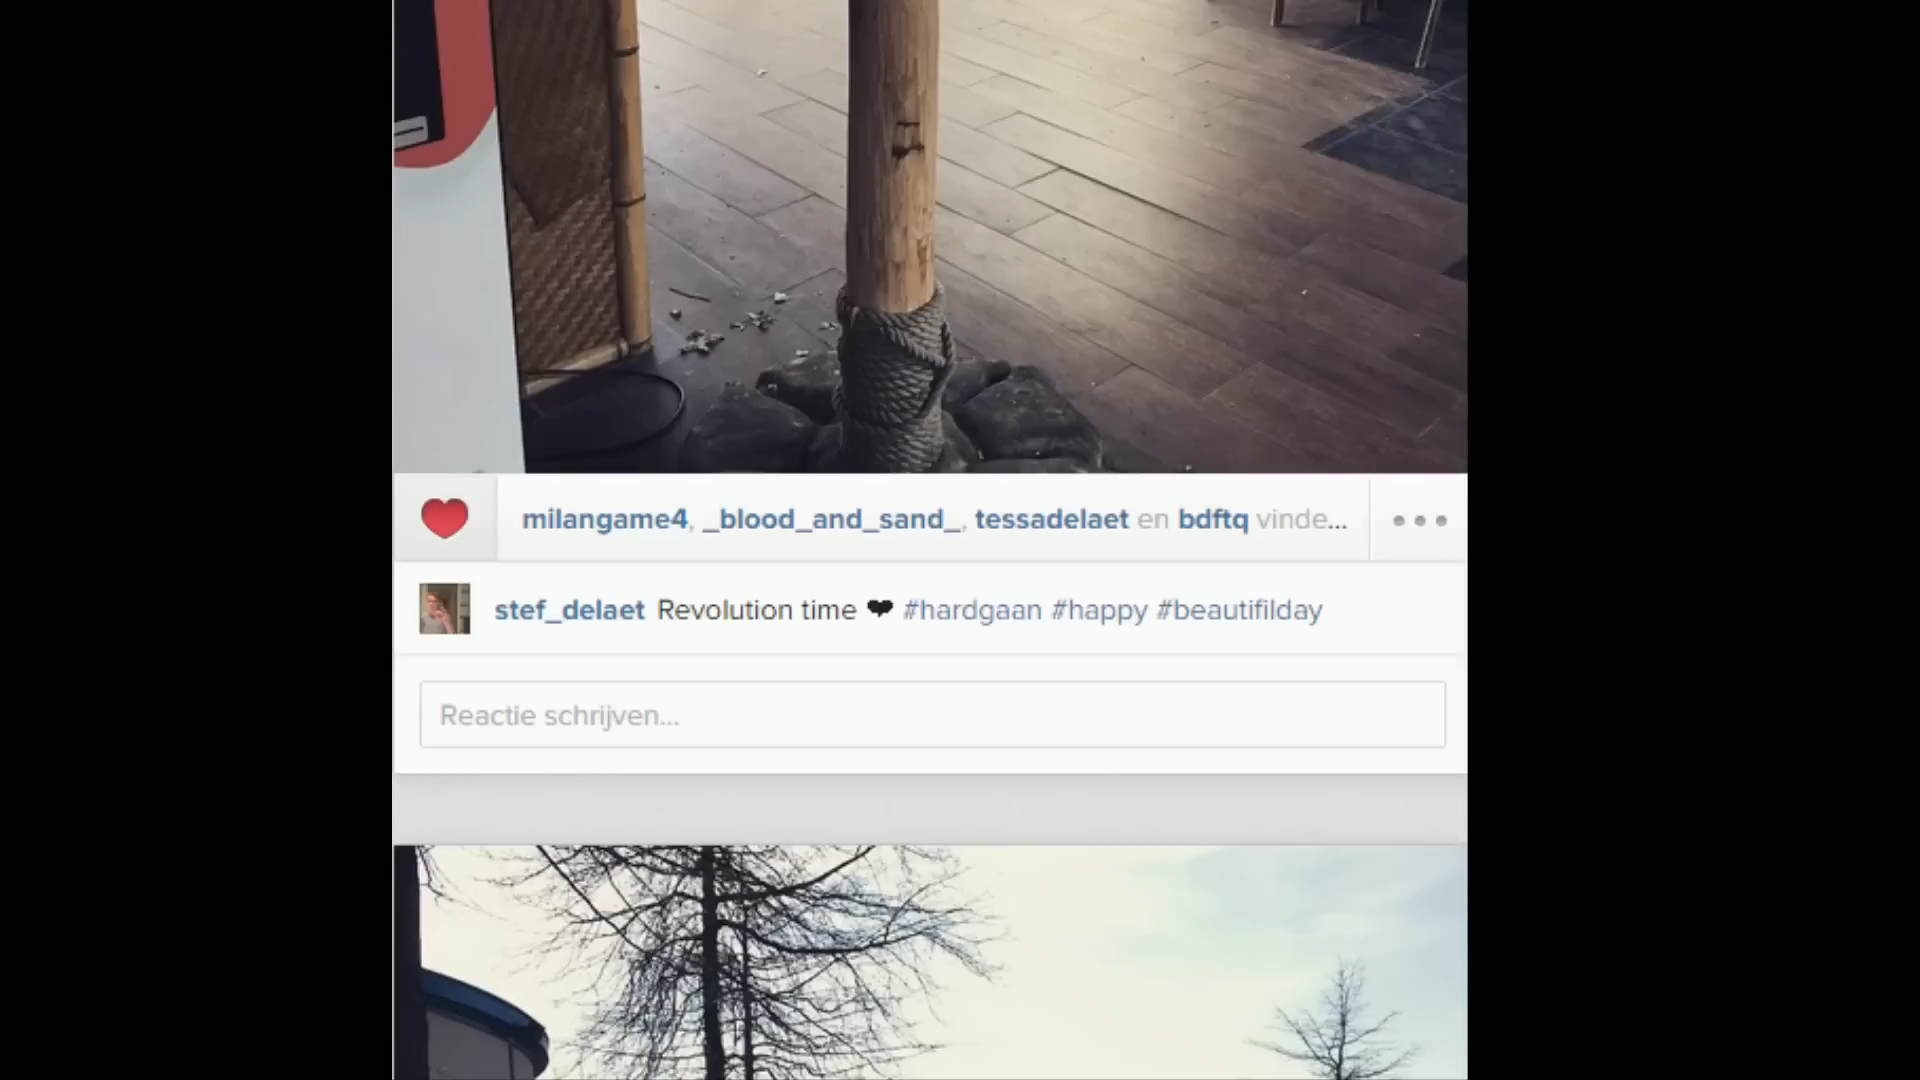 milangame4, _blood_and_sand_, tessadelaet en bdftq vinde...
stef_delaet Revolution time ❤ #hardgaan #happy #beautifilday
Reactie schrijven...